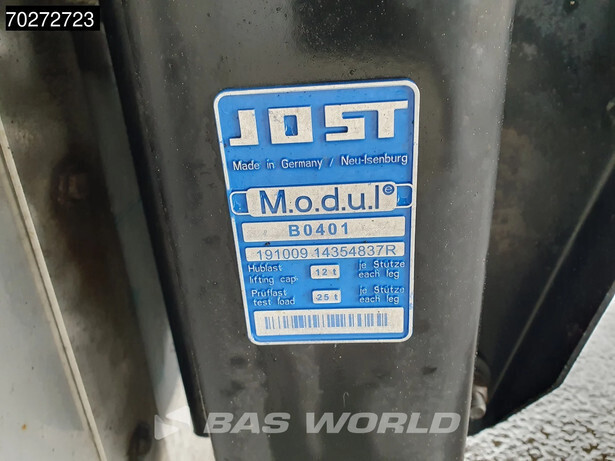 70272723
JOST
Made in Germany / Neu-Isenburg
M.o.d.u.l e
B0401
191009 14354837R
Hublast 12 t je Stütze
lifting cap. each leg
Prüflast 25 t je Stütze
test load each leg
BAS WORLD